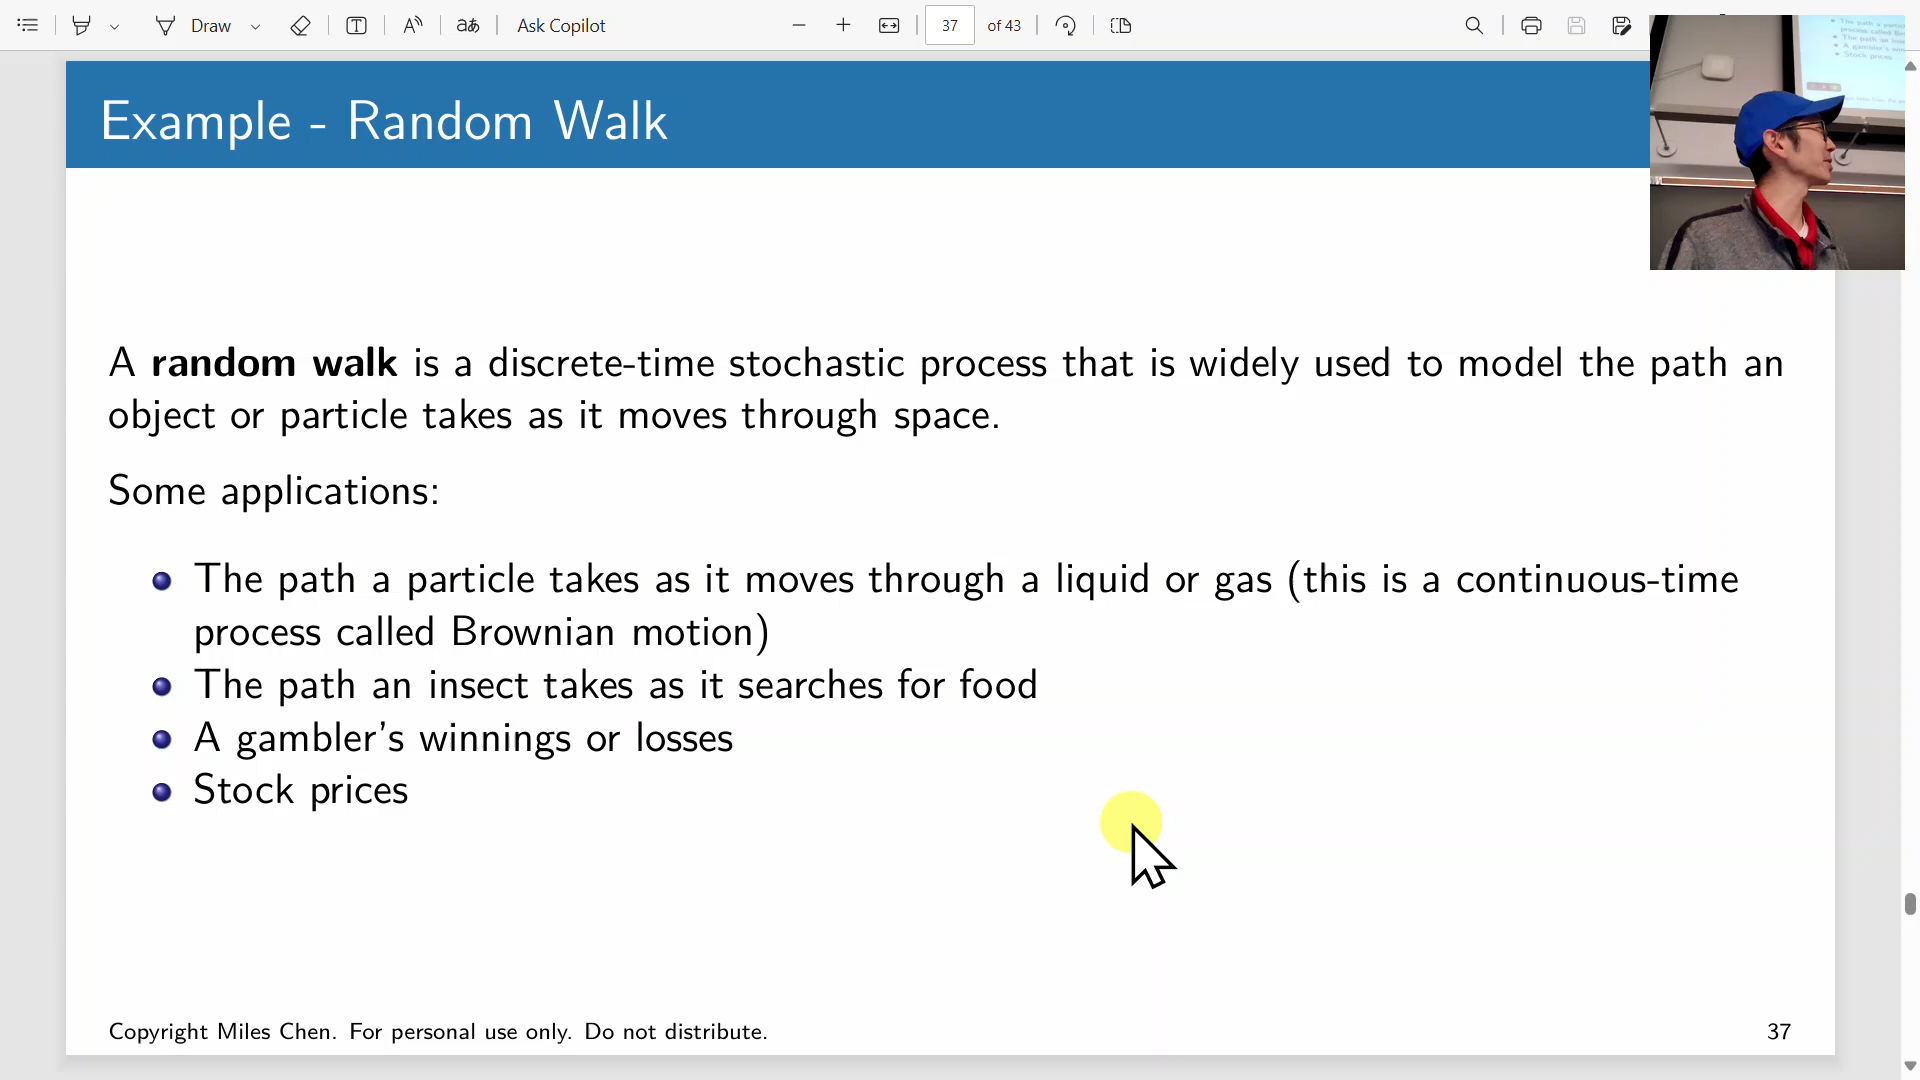 Draw
Ask Copilot
37 of 43
Example - Random Walk
A random walk is a discrete-time stochastic process that is widely used to model the path an
object or particle takes as it moves through space.
Some applications:
The path a particle takes as it moves through a liquid or gas (this is a continuous-time
process called Brownian motion)
The path an insect takes as it searches for food
A gambler's winnings or losses
Stock prices
Copyright Miles Chen. For personal use only. Do not distribute.
37